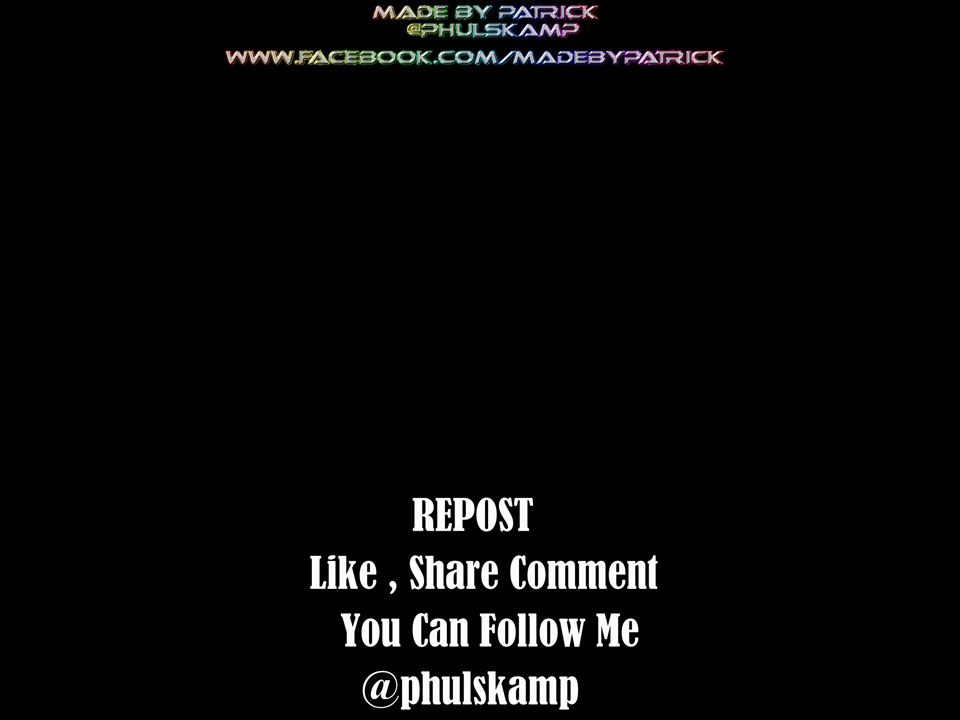 MADE BY PATRICK
@PHULSKAMP
WWW.FACEBOOK.COM/MADEBYPATRICK
REPOST
Like , Share Comment
You Can Follow Me
@phulskamp